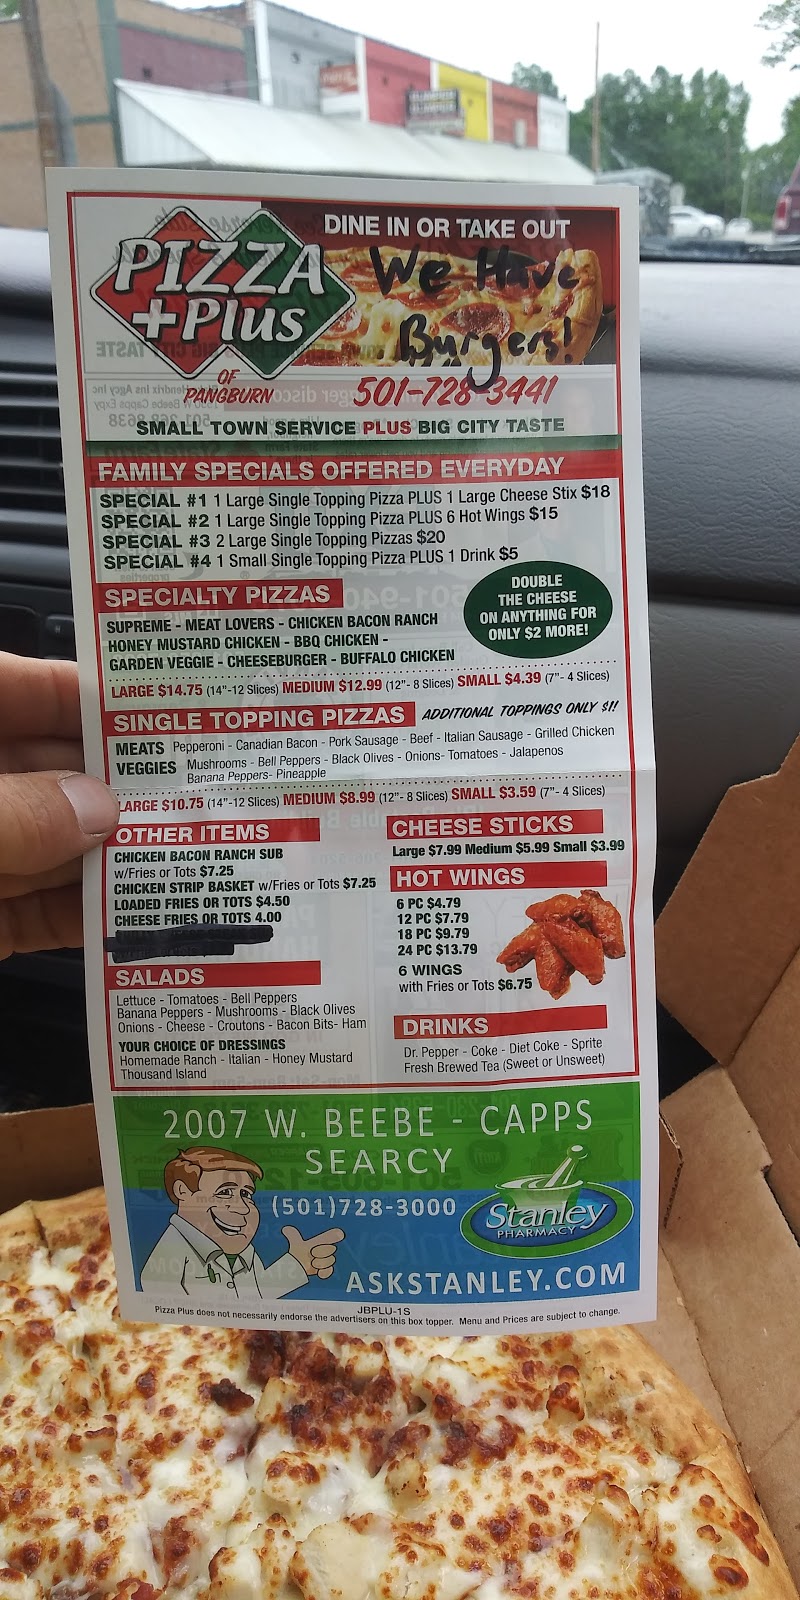 DINE IN OR TAKE OUT
We Have
Burgers!
PIZZA
+Plus
OF
PANGBURN
501-728-3441
SMALL TOWN SERVICE PLUS BIG CITY TASTE
FAMILY SPECIALS OFFERED EVERYDAY
SPECIAL #1 1 Large Single Topping Pizza PLUS 1 Large Cheese Stix $18
SPECIAL #2 1 Large Single Topping Pizza PLUS 6 Hot Wings $15
SPECIAL #3 2 Large Single Topping Pizzas $20
SPECIAL #4 1 Small Single Topping Pizza PLUS 1 Drink $5
DOUBLE
THE CHEESE
ON ANYTHING FOR
ONLY $2 MORE!
SPECIALTY PIZZAS
SUPREME - MEAT LOVERS - CHICKEN BACON RANCH
HONEY MUSTARD CHICKEN - BBQ CHICKEN -
GARDEN VEGGIE - CHEESEBURGER - BUFFALO CHICKEN
LARGE $14.75 (14"-12 Slices) MEDIUM $12.99 (12"- 8 Slices) SMALL $4.39 (7"- 4 Slices)
SINGLE TOPPING PIZZAS ADDITIONAL TOPPINGS ONLY $1!
MEATS Pepperoni - Canadian Bacon - Pork Sausage - Beef - Italian Sausage - Grilled Chicken
VEGGIES Mushrooms - Bell Peppers - Black Olives - Onions- Tomatoes - Jalapenos
Banana Peppers- Pineapple
LARGE $10.75 (14"-12 Slices) MEDIUM $8.99 (12"- 8 Slices) SMALL $3.59 (7"- 4 Slices)
OTHER ITEMS
CHICKEN BACON RANCH SUB
w/Fries or Tots $7.25
CHICKEN STRIP BASKET w/Fries or Tots $7.25
LOADED FRIES OR TOTS $4.50
CHEESE FRIES OR TOTS 4.00
SALADS
Lettuce - Tomatoes - Bell Peppers
Banana Peppers - Mushrooms - Black Olives
Onions - Cheese - Croutons - Bacon Bits- Ham
YOUR CHOICE OF DRESSINGS
Homemade Ranch - Italian - Honey Mustard
Thousand Island
CHEESE STICKS
Large $7.99 Medium $5.99 Small $3.99
HOT WINGS
6 PC $4.79
12 PC $7.79
18 PC $9.79
24 PC $13.79
6 WINGS
with Fries or Tots $6.75
DRINKS
Dr. Pepper - Coke - Diet Coke - Sprite
Fresh Brewed Tea (Sweet or Unsweet)
2007 W. BEEBE - CAPPS
SEARCY
(501)728-3000
Stanley
PHARMACY
ASKSTANLEY.COM
JBPLU-1S
Pizza Plus does not necessarily endorse the advertisers on this box topper. Menu and Prices are subject to change.